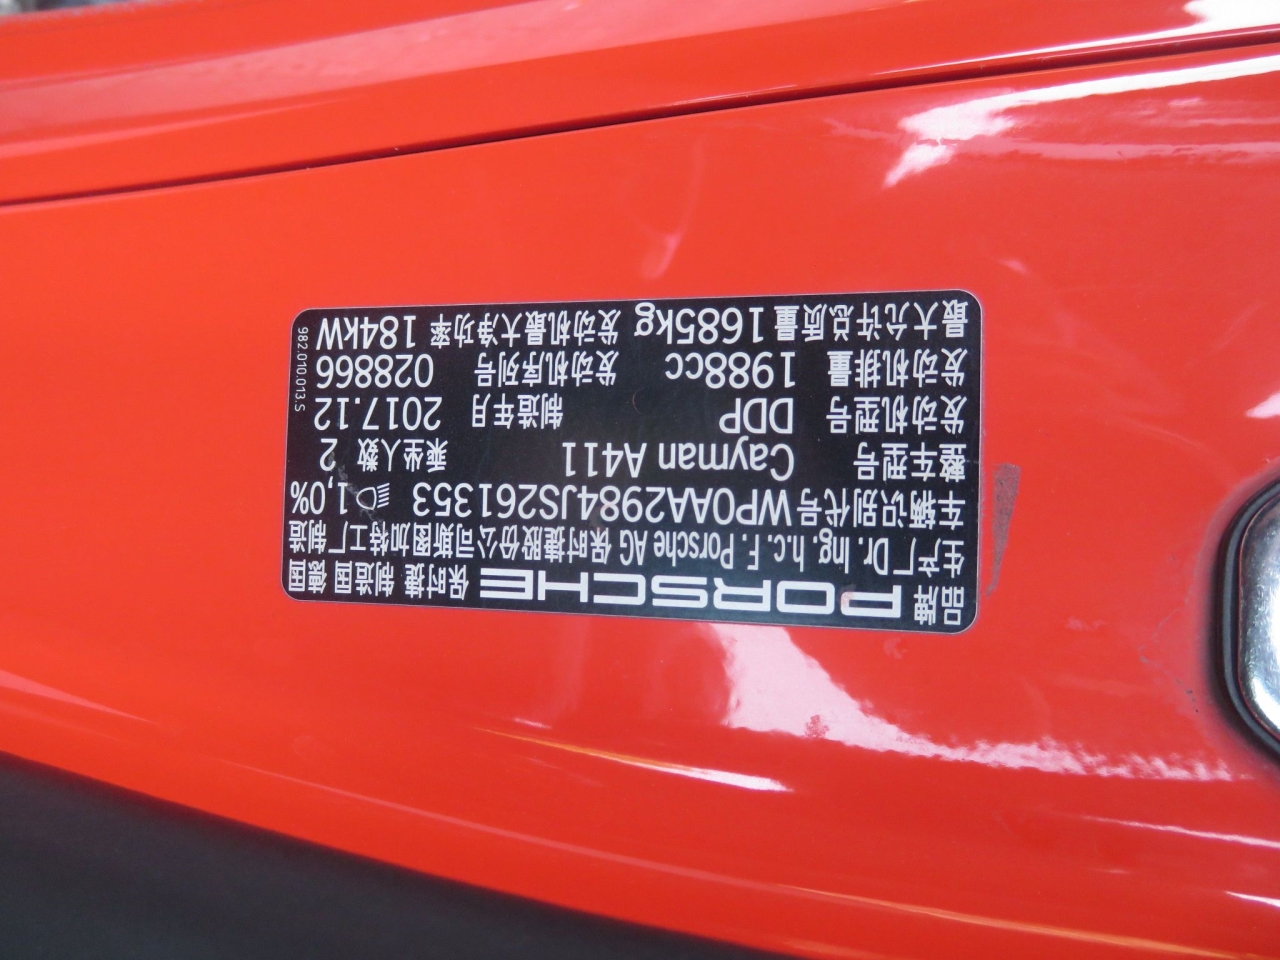 品牌 PORSCHE 保时捷 制造国 德国
生产厂 Dr. Ing. h.c. F. Porsche AG 保时捷股份公司斯图加特工厂制造
车辆识别代号 WP0AA2984JS261353 1,0%
整车型号 Cayman A411 乘坐人数 2
发动机型号 DDP 制造年月 2017.12
发动机排量 1988cc 发动机序列号 028866
最大允许总质量 1685kg 发动机最大净功率 184kW
982.010.013.S